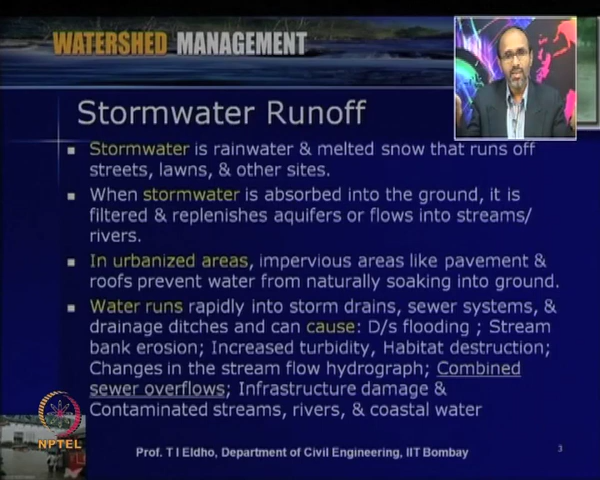 WATERSHED MANAGEMENT
Stormwater Runoff
Stormwater is rainwater & melted snow that runs off
streets, lawns, & other sites.
When stormwater is absorbed into the ground, it is
filtered & replenishes aquifers or flows into streams/
rivers.
In urbanized areas, impervious areas like pavement &
roofs prevent water from naturally soaking into ground.
Water runs rapidly into storm drains, sewer systems, &
drainage ditches and can cause: D/s flooding ; Stream
bank erosion; Increased turbidity, Habitat destruction;
Changes in the stream flow hydrograph; Combined
sewer overflows; Infrastructure damage &
Contaminated streams, rivers, & coastal water
NPTEL
Prof. T I Eldho, Department of Civil Engineering, IIT Bombay
3